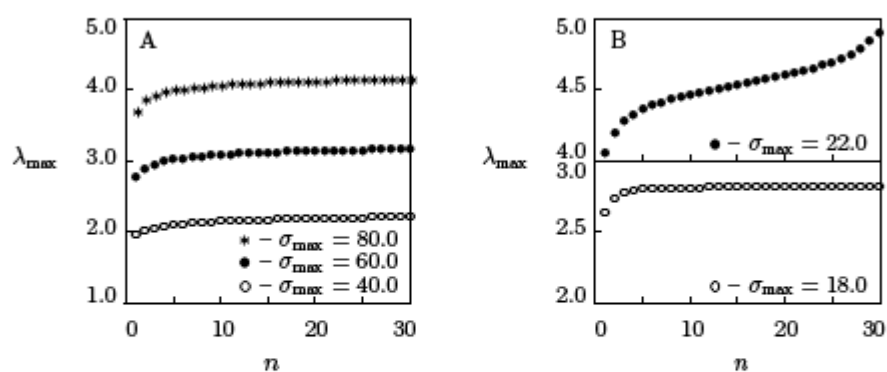 A
5.0
4.0
3.0
2.0
1.0
λmax
∗ – σmax = 80.0
● – σmax = 60.0
○ – σmax = 40.0
0 10 20 30
n
B
5.0
4.5
4.0
3.0
2.5
2.0
λmax
● – σmax = 22.0
○ – σmax = 18.0
0 10 20 30
n